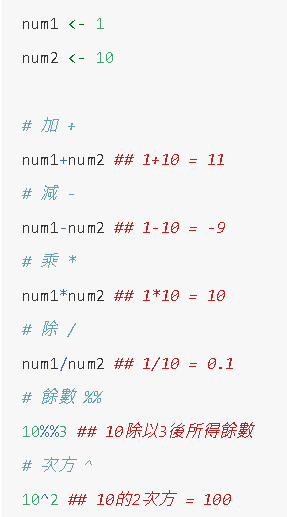 num1 <- 1
num2 <- 10
# 加 +
num1+num2 ## 1+10 = 11
# 減 -
num1-num2 ## 1-10 = -9
# 乘 *
num1*num2 ## 1*10 = 10
# 除 /
num1/num2 ## 1/10 = 0.1
# 餘數 %%
10%%3 ## 10除以3後所得餘數
# 次方 ^
10^2 ## 10的2次方 = 100